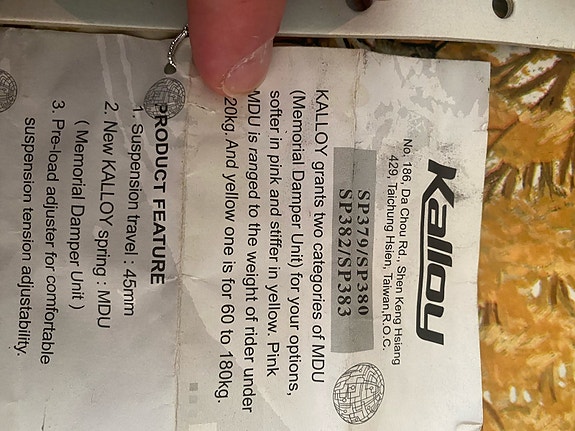 Kalloy
No. 186, Da Chou Rd., Shen Keng Hsiang
429, Taichung Hsien, Taiwan,R.O.C.
SP379/SP380
SP382/SP383
KALLOY grants two categories of MDU
(Memorial Damper Unit) for your options,
softer in pink and stiffer in yellow. Pink
MDU is ranged to the weight of rider under
20kg. And yellow one is for 60 to 180kg.
PRODUCT FEATURE
1. Suspension travel : 45mm
2. New KALLOY spring : MDU
( Memorial Damper Unit )
3. Pre-load adjuster for comfortable
suspension tension adjustability.